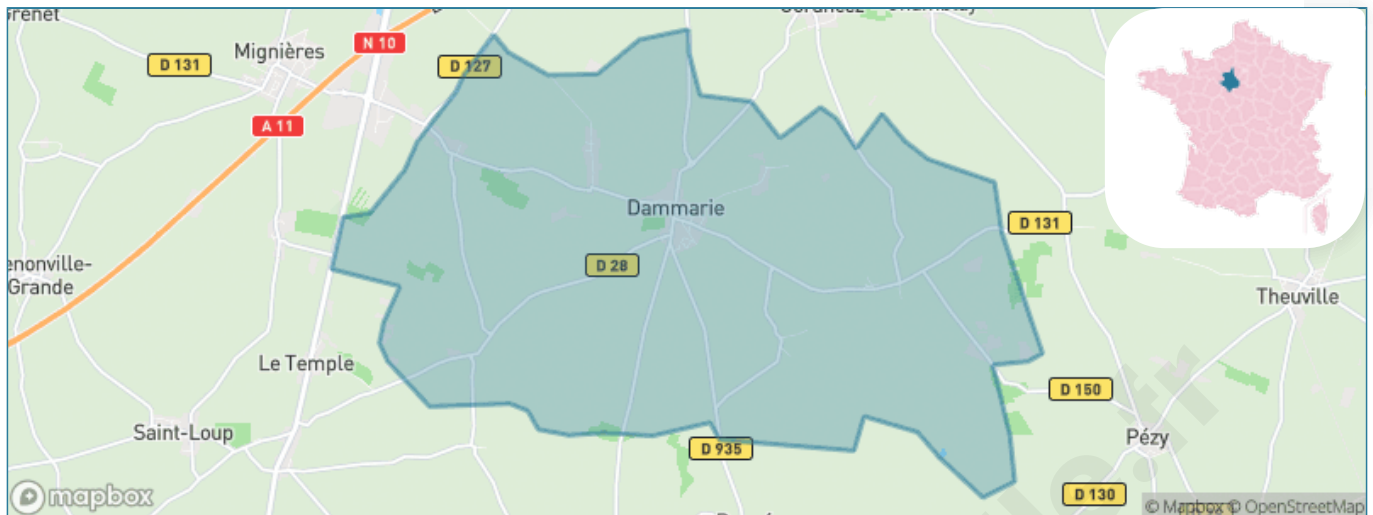 Mignières
N 10
D 131
D 127
A 11
Dammarie
D 131
D 28
enonville-
Grande
Theuville
Le Temple
D 150
Saint-Loup
Pézy
D 935
mapbox
D 130
© Mapbox © OpenStreetMap